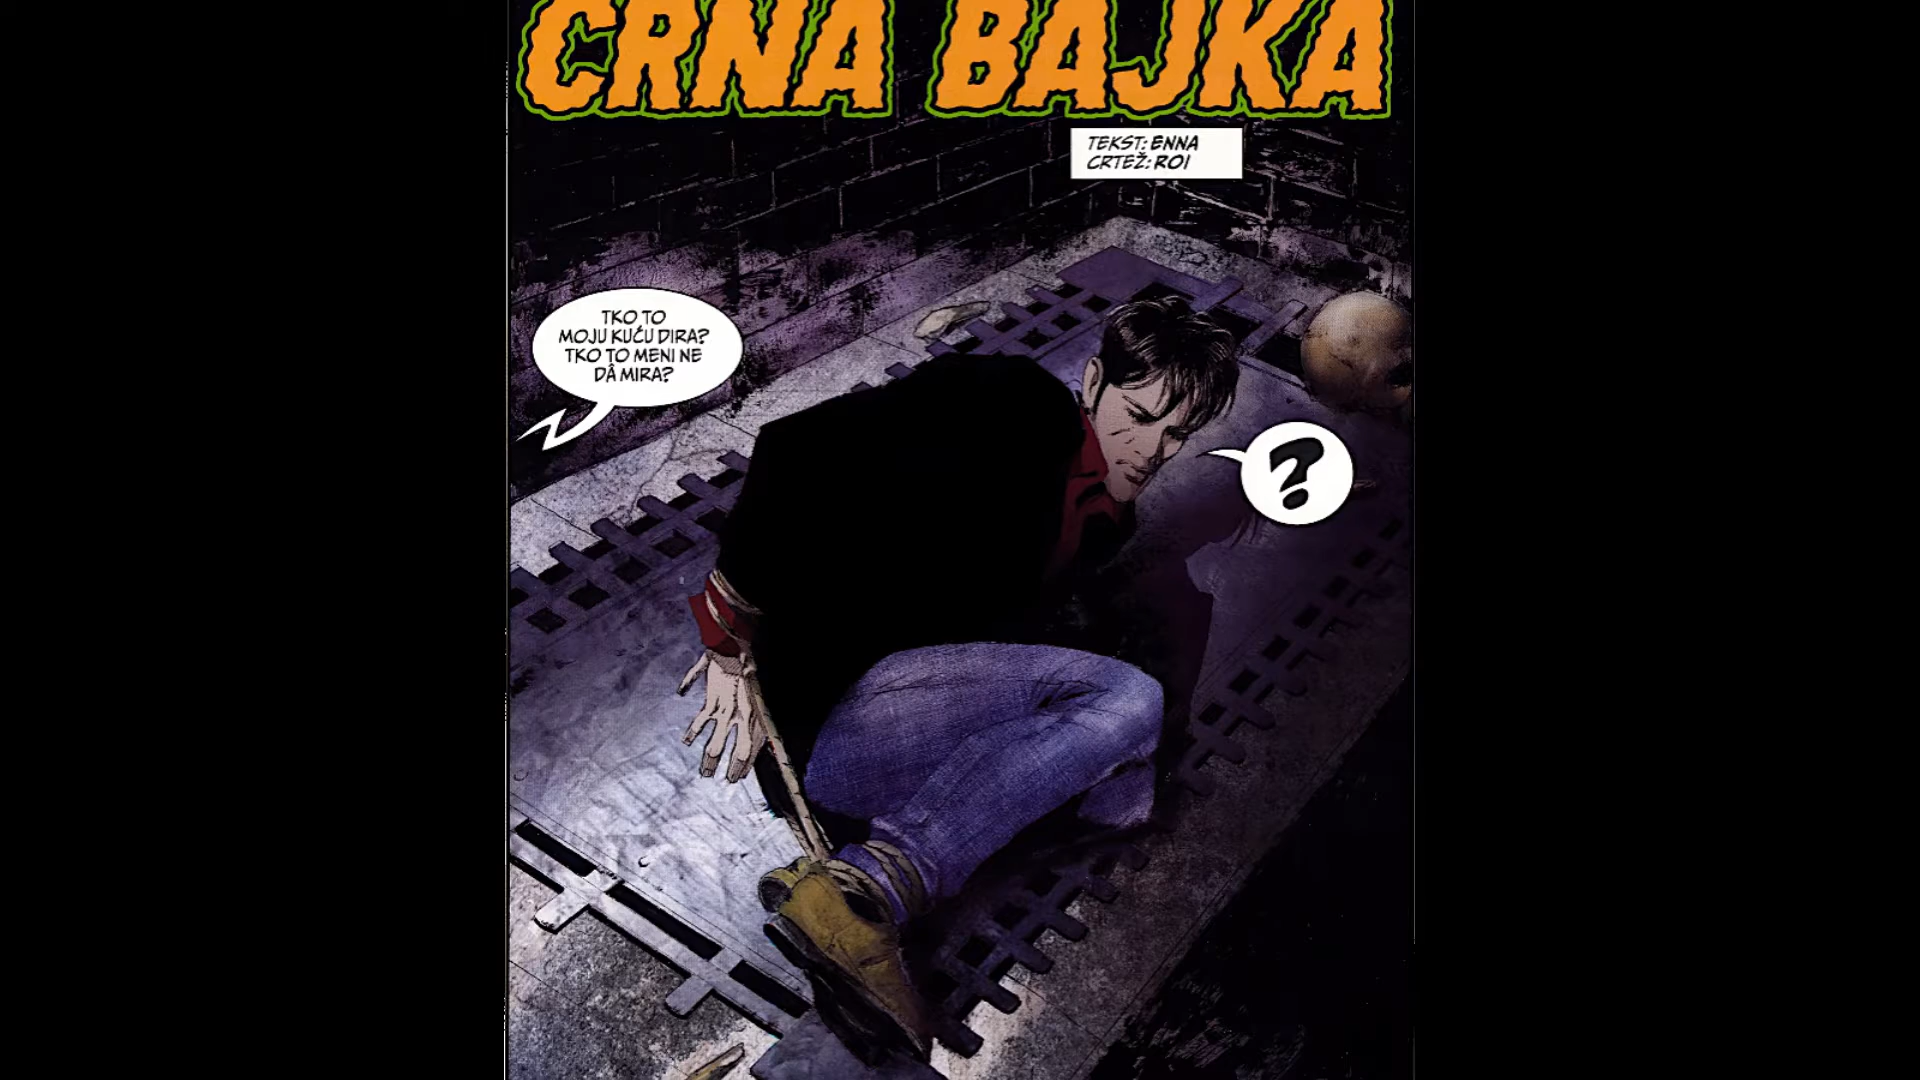 CRNA BAJKA
TEKST: ENNA
CRTEŽ: ROI
TKO TO
MOJU KUĆU DIRA?
TKO TO MENI NE
DÂ MIRA?
?